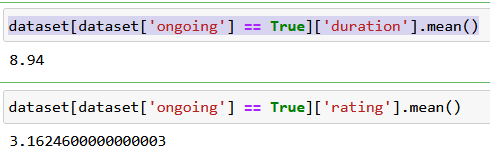 dataset[dataset['ongoing'] == True]['duration'].mean()
8.94
dataset[dataset['ongoing'] == True]['rating'].mean()
3.1624600000000003